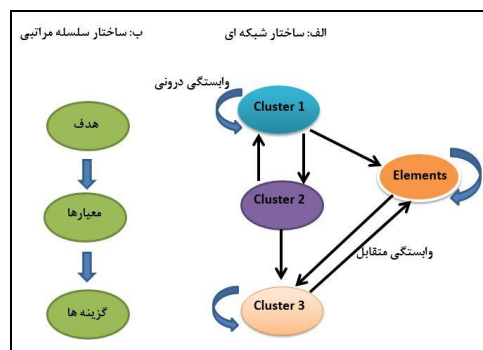 الف: ساختار شبکه ای
ب: ساختار سلسله مراتبی
وابستگی درونی
Cluster 1
هدف
Elements
Cluster 2
معیارها
وابستگی متقابل
Cluster 3
گزینه ها